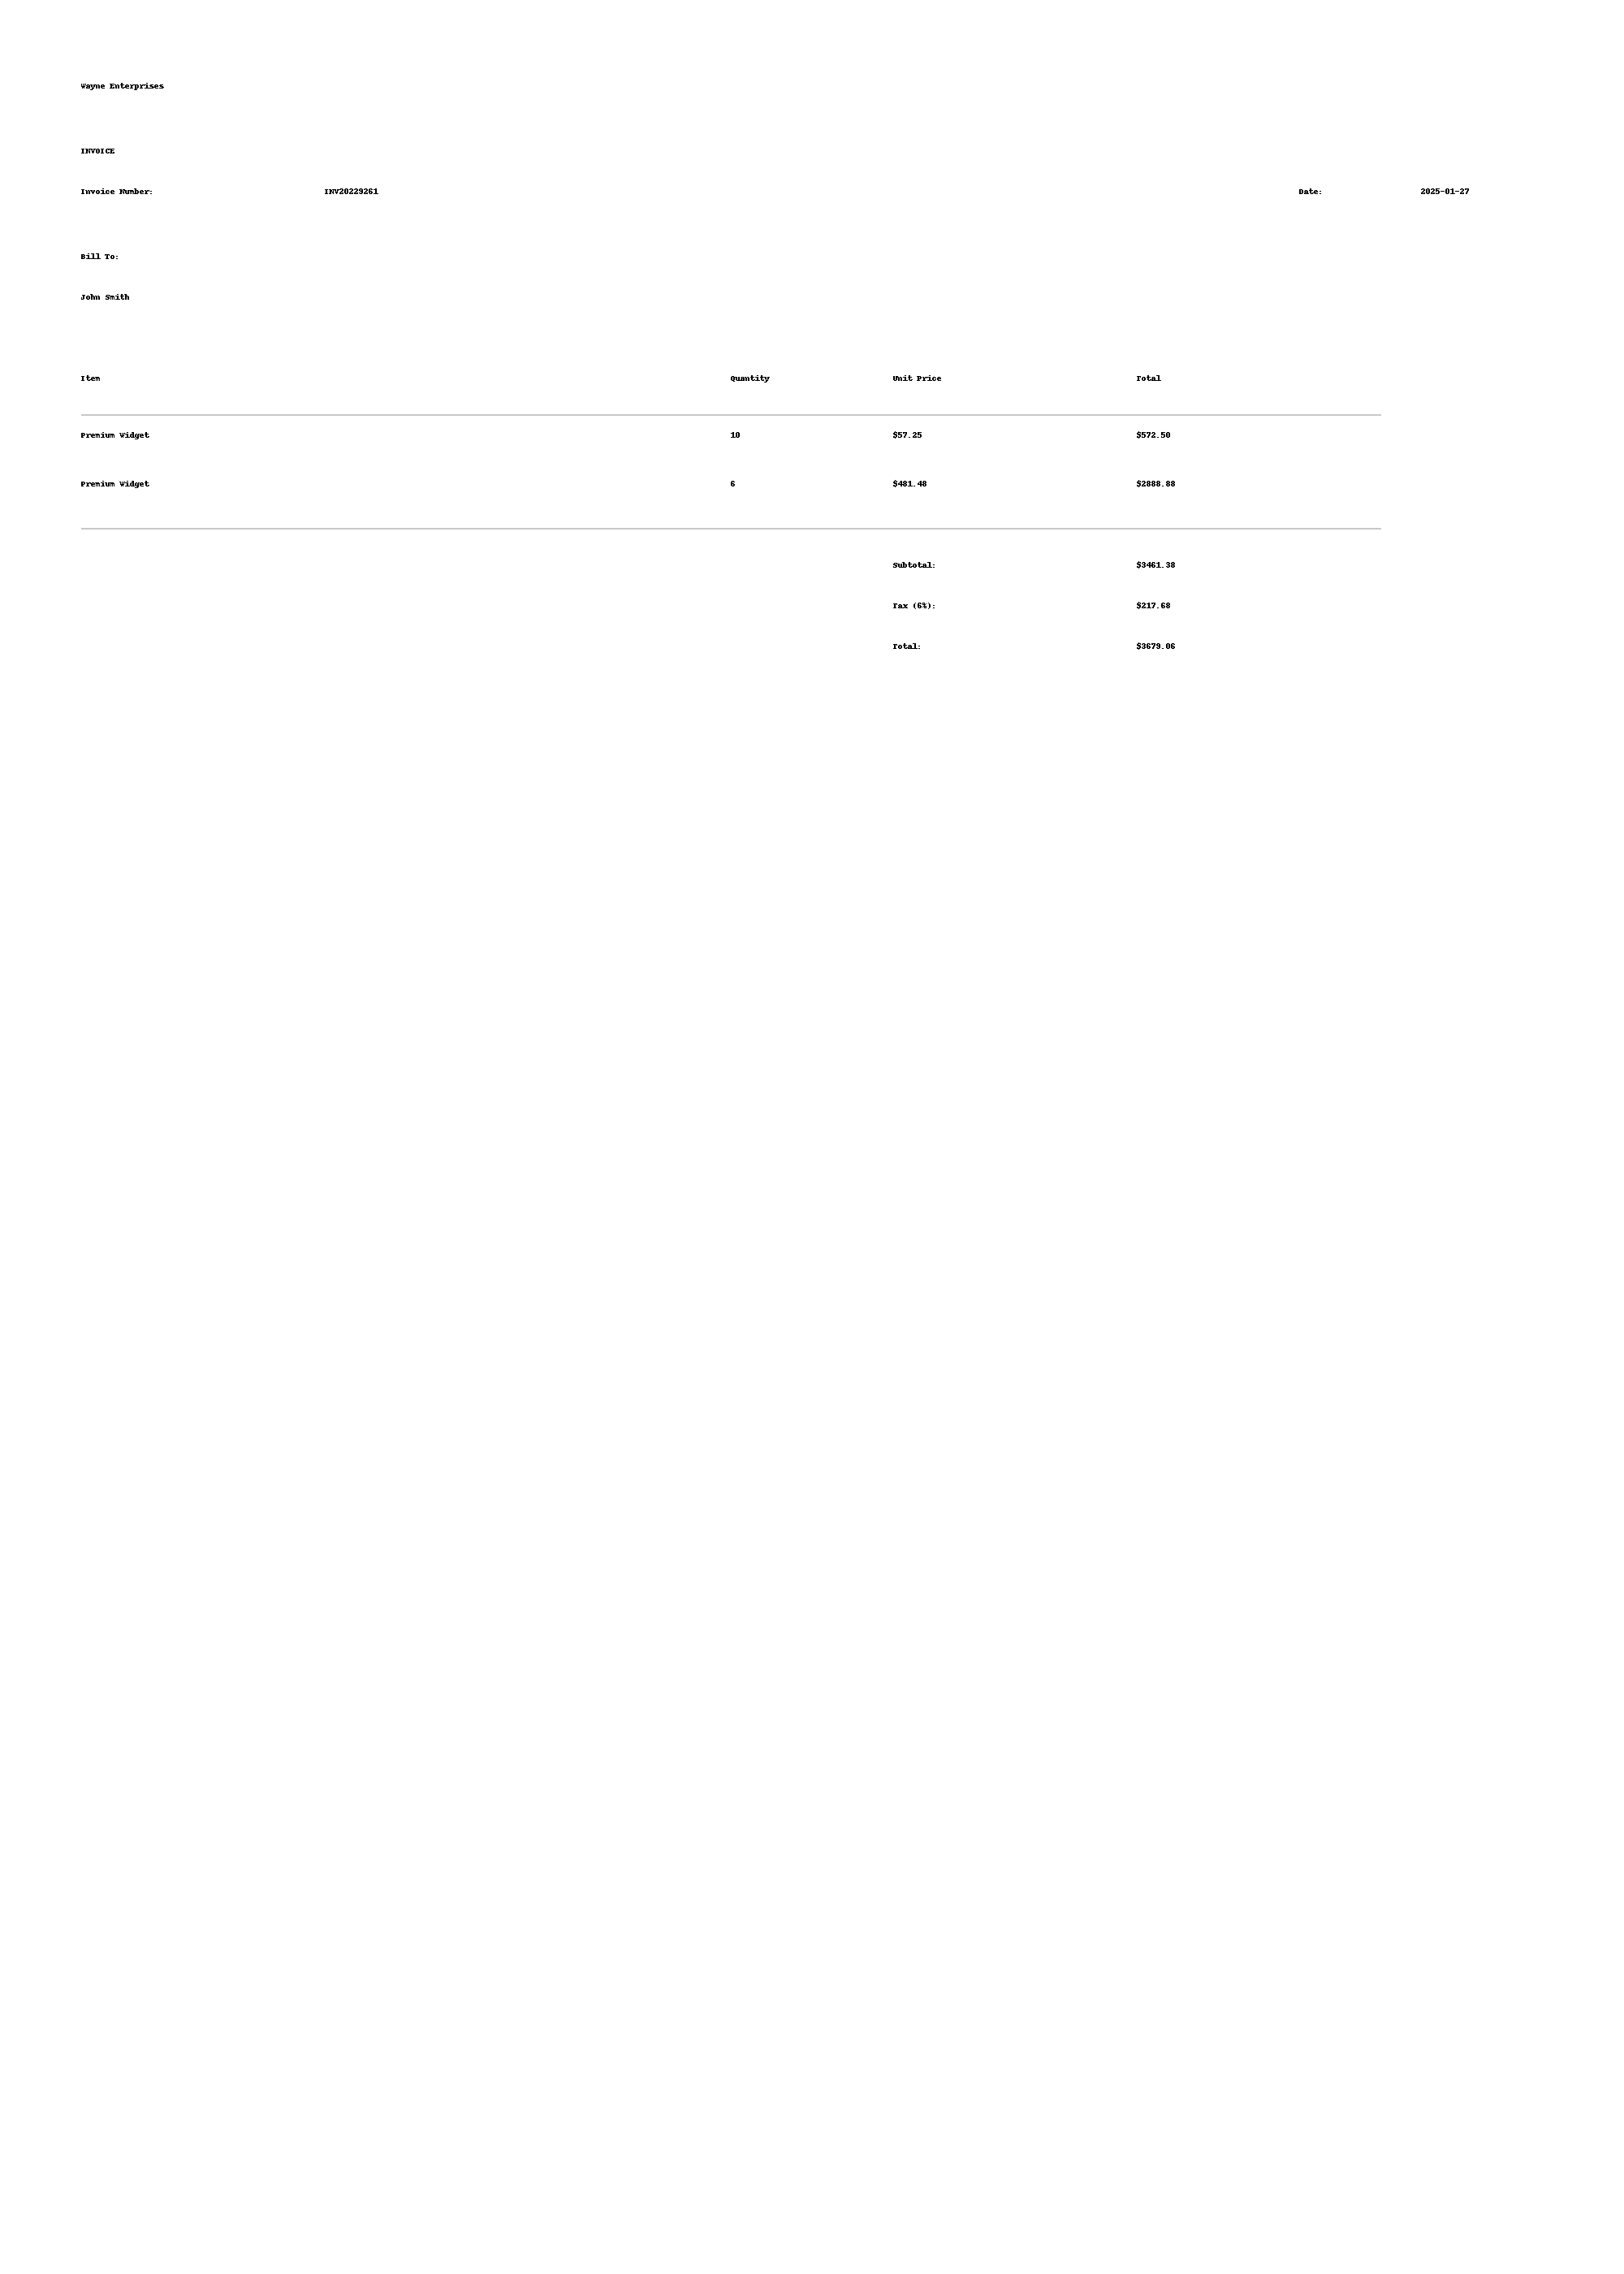 Wayne Enterprises
INVOICE
Invoice Number: INV20229261 Date: 2025-01-27
Bill To:
John Smith
Item Quantity Unit Price Total
Premium Widget 10 $57.25 $572.50
Premium Widget 6 $481.48 $2888.88
Subtotal: $3461.38
Tax (6%): $217.68
Total: $3679.06